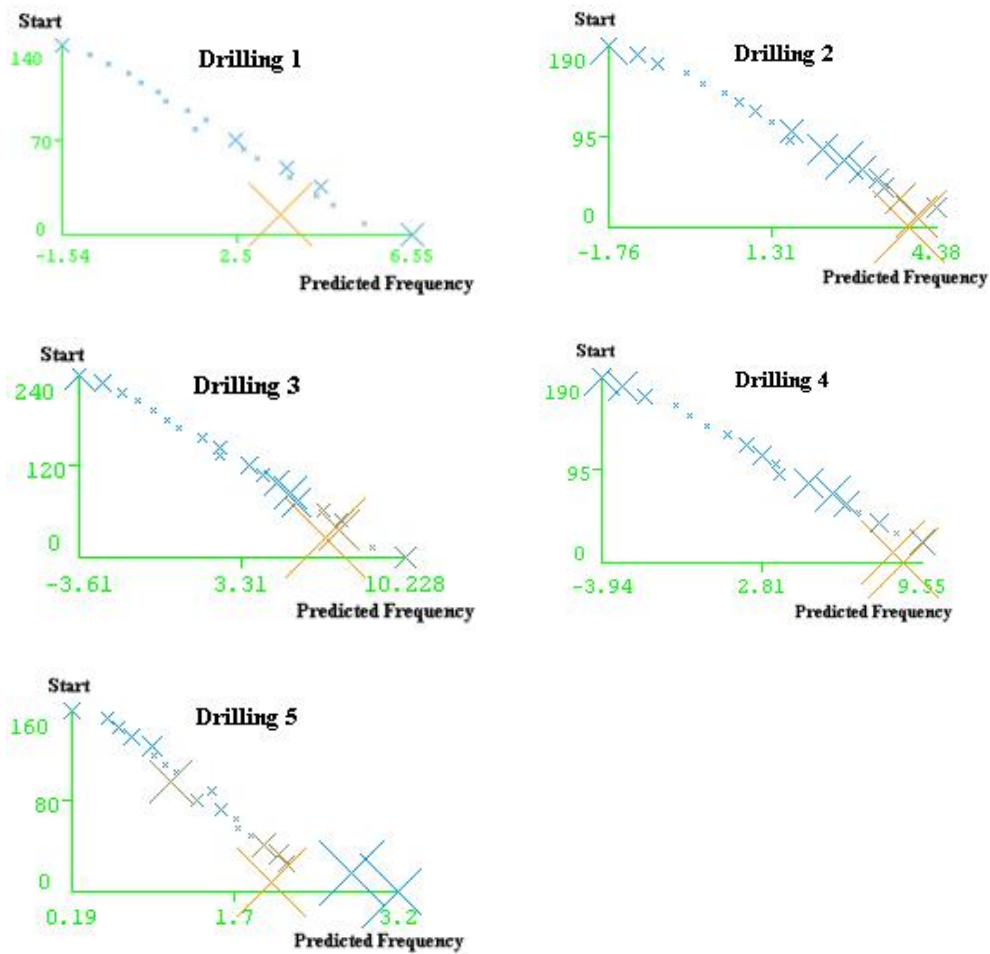 Start
140
Drilling 1
70
0
-1.54
2.5
6.55
Predicted Frequency
Start
190
Drilling 2
95
0
-1.76
1.31
4.38
Predicted Frequency
Start
240
Drilling 3
120
0
-3.61
3.31
10.228
Predicted Frequency
Start
190
Drilling 4
95
0
-3.94
2.81
9.55
Predicted Frequency
Start
160
Drilling 5
80
0
0.19
1.7
3.2
Predicted Frequency